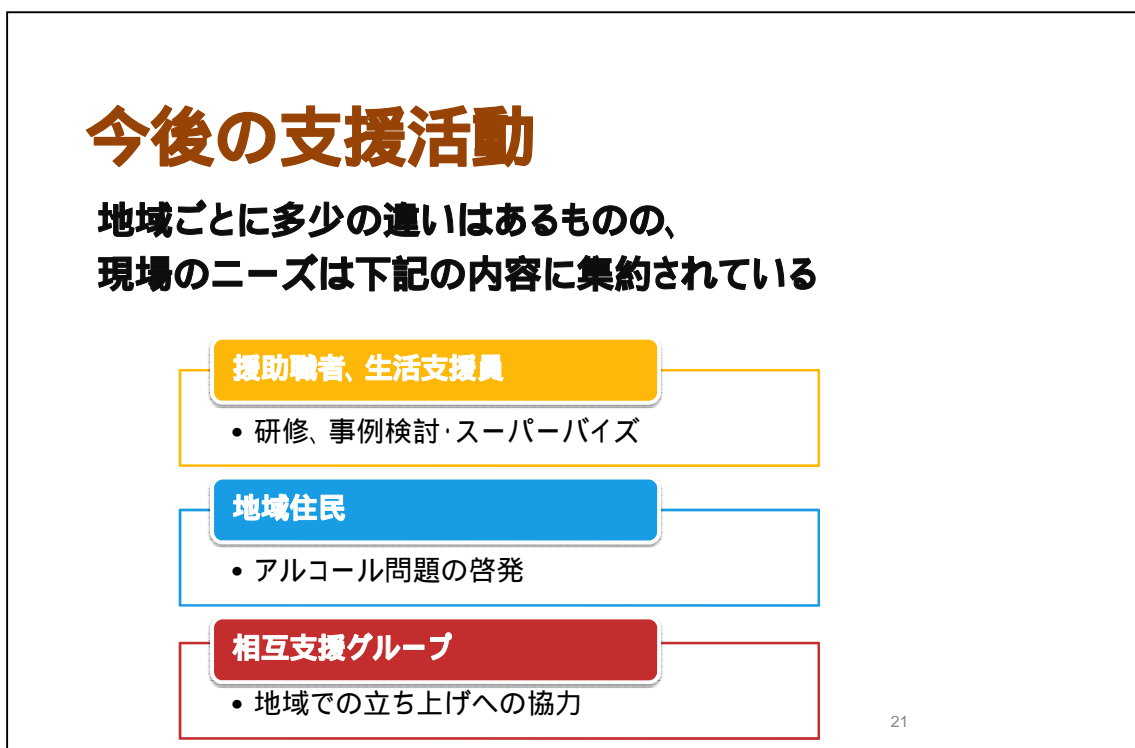 今後の支援活動
地域ごとに多少の違いはあるものの、
現場のニーズは下記の内容に集約されている
援助職者、生活支援員
• 研修、事例検討・スーパーバイズ
地域住民
• アルコール問題の啓発
相互支援グループ
• 地域での立ち上げへの協力
21